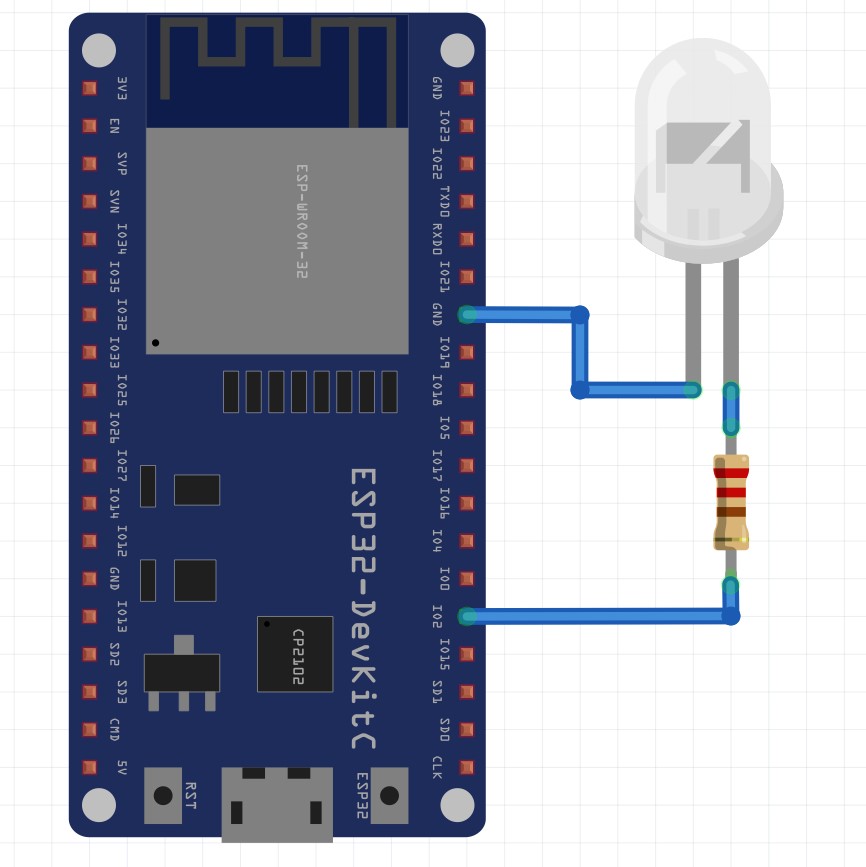 3V3
EN
SVP
SVN
IO34
IO35
IO32
IO33
IO25
IO26
IO27
IO14
IO12
GND
IO13
SD2
SD3
CMD
5V
ESP-WROOM-32
ESP32-DevKitC
CP2102
RST
ESP32
GND
IO23
IO22
TXD0
RXD0
IO21
GND
IO19
IO18
IO5
IO17
IO16
IO4
IO0
IO2
IO15
SD1
SD0
CLK